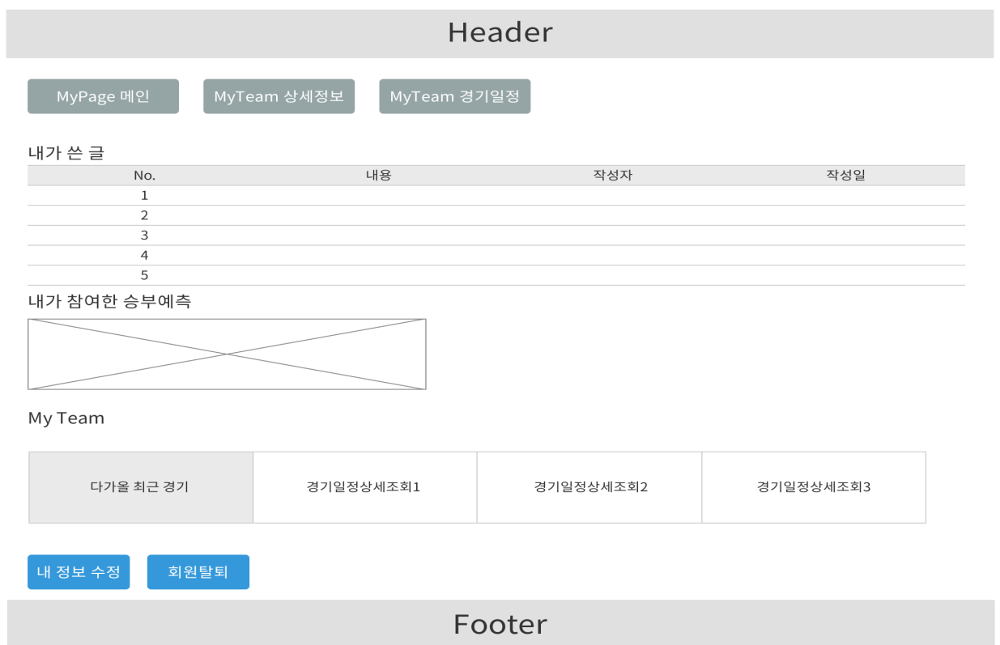 Header
MyPage 메인 MyTeam 상세정보 MyTeam 경기일정
내가 쓴 글
No. 내용 작성자 작성일
1
2
3
4
5
내가 참여한 승부예측
My Team
다가올 최근 경기 경기일정상세조회1 경기일정상세조회2 경기일정상세조회3
내 정보 수정 회원탈퇴
Footer